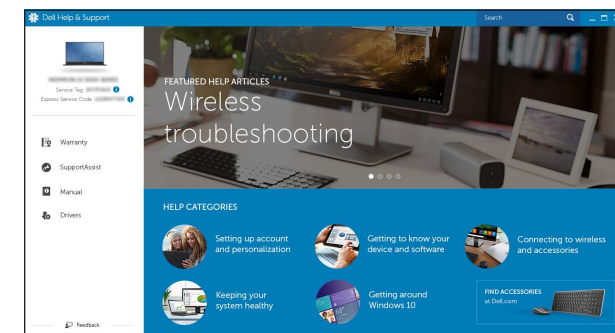 Dell Help & Support
Search
Service Tag
Express Service Code
Warranty
SupportAssist
Manual
Drivers
Feedback
FEATURED HELP ARTICLES
Wireless
troubleshooting
HELP CATEGORIES
Setting up account
and personalization
Getting to know your
device and software
Connecting to wireless
and accessories
Keeping your
system healthy
Getting around
Windows 10
FIND ACCESSORIES
at Dell.com